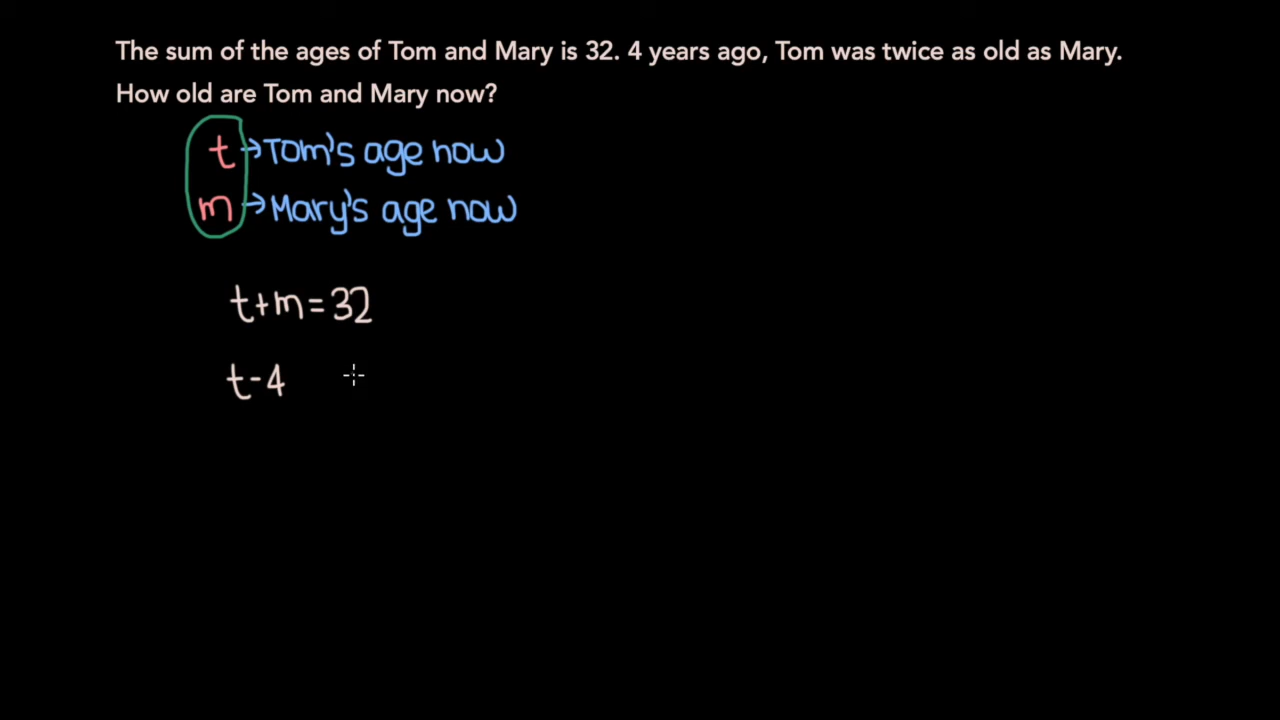 The sum of the ages of Tom and Mary is 32. 4 years ago, Tom was twice as old as Mary.
How old are Tom and Mary now?
t → Tom's age now
m → Mary's age now
t+m=32
t-4